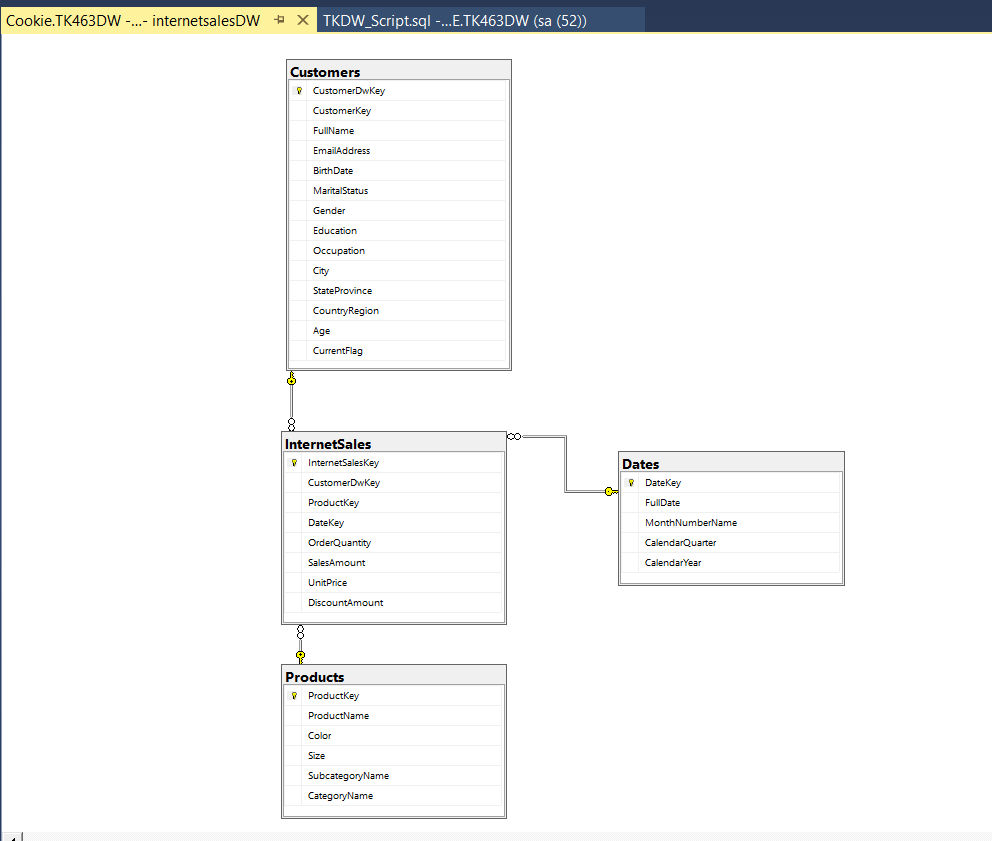 Cookie.TK463DW -...- internetsalesDW
TKDW_Script.sql -...E.TK463DW (sa (52))
Customers
CustomerDwKey
CustomerKey
FullName
EmailAddress
BirthDate
MaritalStatus
Gender
Education
Occupation
City
StateProvince
CountryRegion
Age
CurrentFlag
InternetSales
InternetSalesKey
CustomerDwKey
ProductKey
DateKey
OrderQuantity
SalesAmount
UnitPrice
DiscountAmount
Dates
DateKey
FullDate
MonthNumberName
CalendarQuarter
CalendarYear
Products
ProductKey
ProductName
Color
Size
SubcategoryName
CategoryName